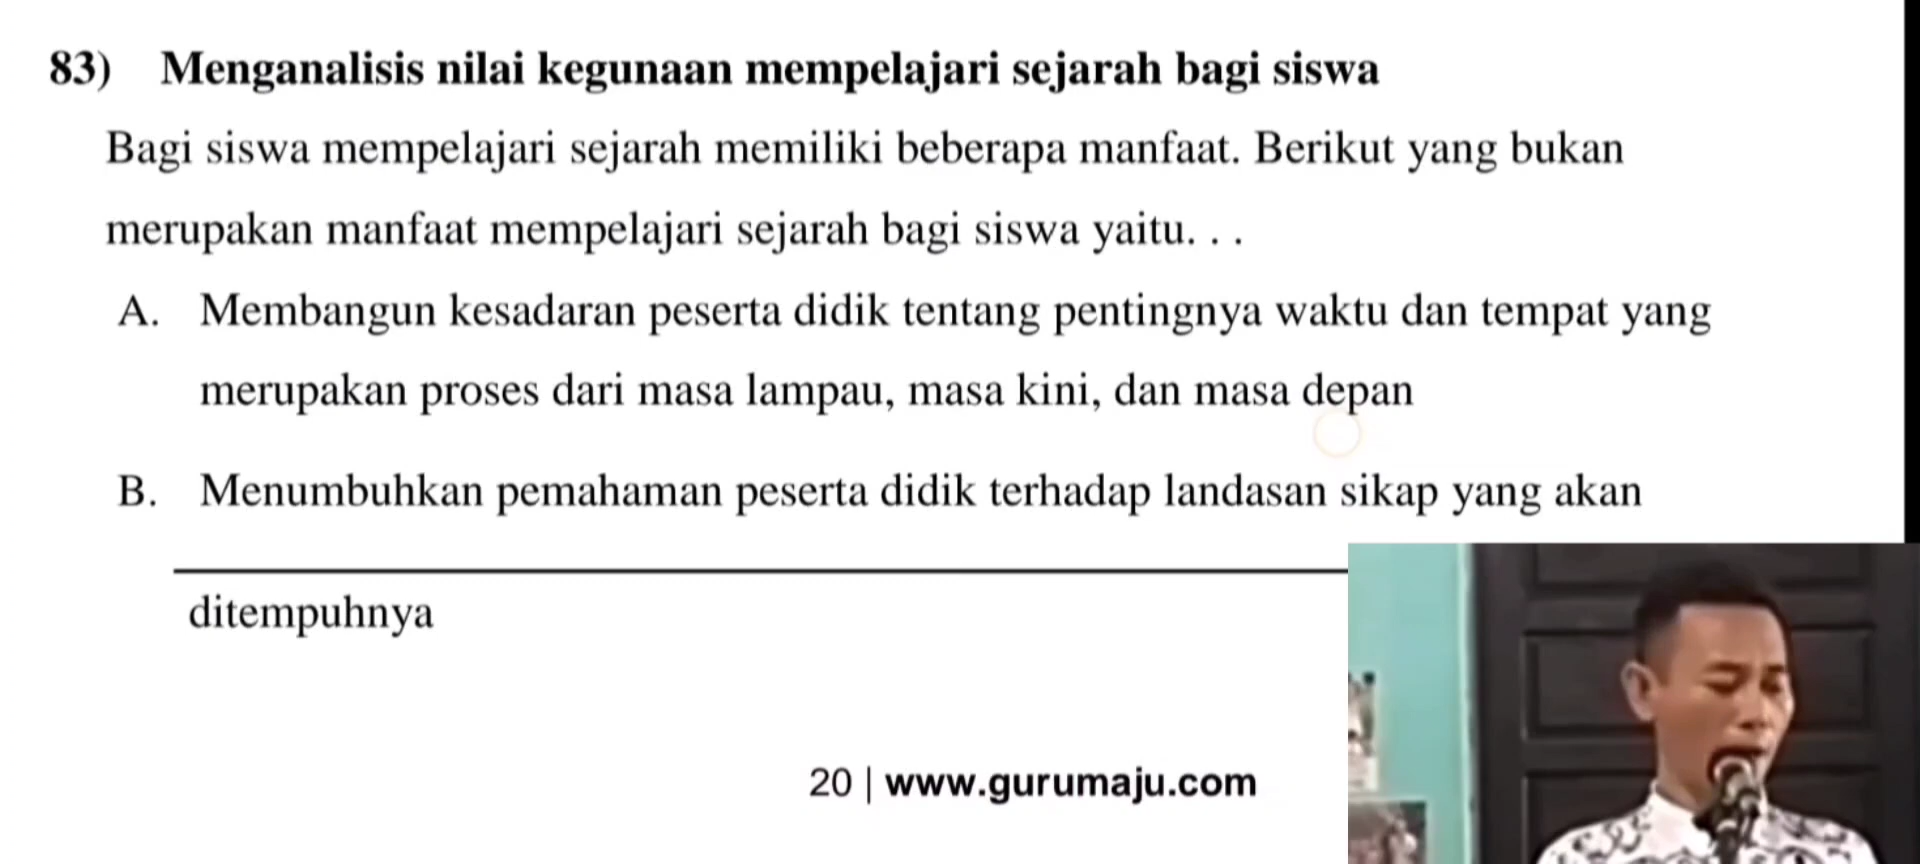 83) Menganalisis nilai kegunaan mempelajari sejarah bagi siswa
Bagi siswa mempelajari sejarah memiliki beberapa manfaat. Berikut yang bukan
merupakan manfaat mempelajari sejarah bagi siswa yaitu. . .
A. Membangun kesadaran peserta didik tentang pentingnya waktu dan tempat yang
merupakan proses dari masa lampau, masa kini, dan masa depan
B. Menumbuhkan pemahaman peserta didik terhadap landasan sikap yang akan
ditempuhnya
20 | www.gurumaju.com